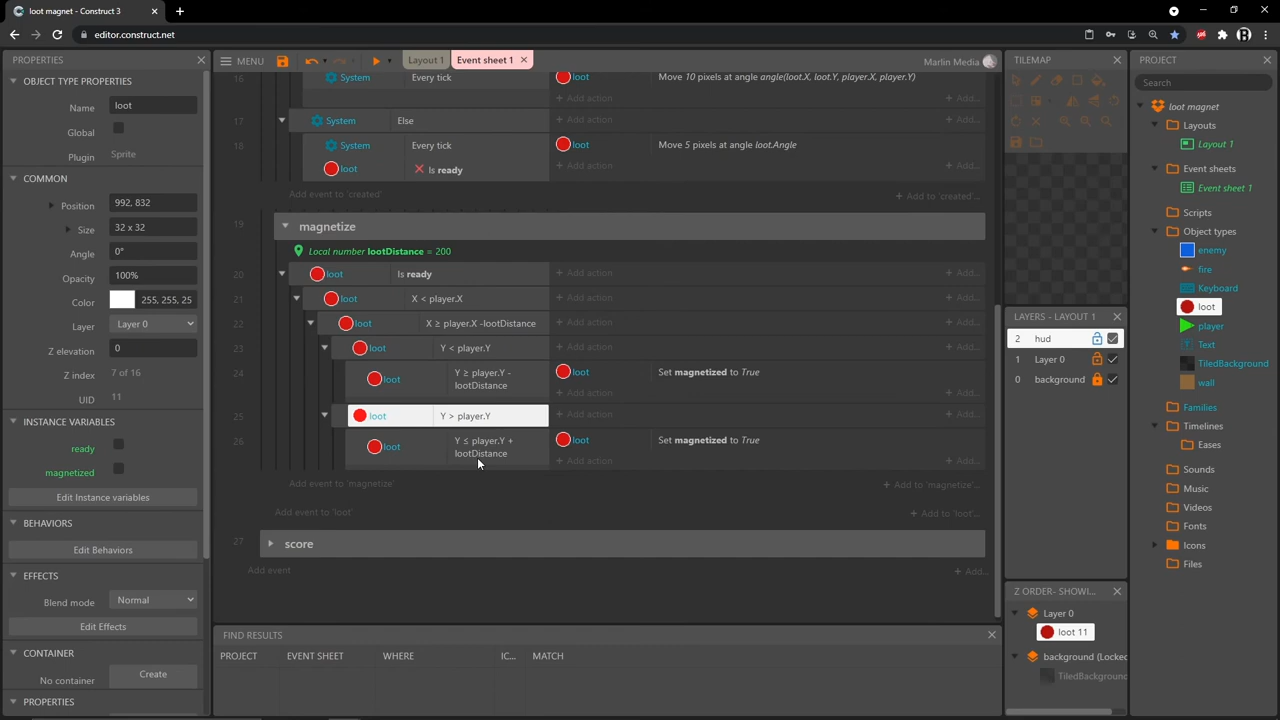 loot magnet - Construct 3
editor.construct.net
PROPERTIES
OBJECT TYPE PROPERTIES
Name loot
Global
Plugin Sprite
COMMON
Position 992, 832
Size 32 x 32
Angle 0°
Opacity 100%
Color 255, 255, 25
Layer Layer 0
Z elevation 0
Z index 7 of 16
UID 11
INSTANCE VARIABLES
ready
magnetized
Edit Instance variables
BEHAVIORS
Edit Behaviors
EFFECTS
Blend mode Normal
Edit Effects
CONTAINER
No container Create
PROPERTIES
MENU
Layout 1
Event sheet 1
Marlin Media
16 System Every tick loot Move 10 pixels at angle angle(loot.X, loot.Y, player.X, player.Y)
+ Add action + Add...
17 System Else + Add action + Add...
18 System Every tick loot Move 5 pixels at angle loot.Angle
loot Is ready + Add action + Add...
Add event to 'created' + Add to 'created'...
19 magnetize
Local number lootDistance = 200
20 loot Is ready + Add action + Add...
21 loot X < player.X + Add action + Add...
22 loot X ≥ player.X -lootDistance + Add action + Add...
23 loot Y < player.Y + Add action + Add...
24 loot Y ≥ player.Y - lootDistance loot Set magnetized to True
+ Add action + Add...
25 loot Y > player.Y + Add action + Add...
26 loot Y ≤ player.Y + lootDistance loot Set magnetized to True
+ Add action + Add...
Add event to 'magnetize' + Add to 'magnetize'...
Add event to 'loot' + Add to 'loot'...
27 score
Add event + Add...
FIND RESULTS
PROJECT EVENT SHEET WHERE IC... MATCH
TILEMAP
LAYERS - LAYOUT 1
2 hud
1 Layer 0
0 background
Z ORDER- SHOWI...
Layer 0
loot 11
background (Locked
TiledBackground
PROJECT
Search
loot magnet
Layouts
Layout 1
Event sheets
Event sheet 1
Scripts
Object types
enemy
fire
Keyboard
loot
player
Text
TiledBackground
wall
Families
Timelines
Eases
Sounds
Music
Videos
Fonts
Icons
Files